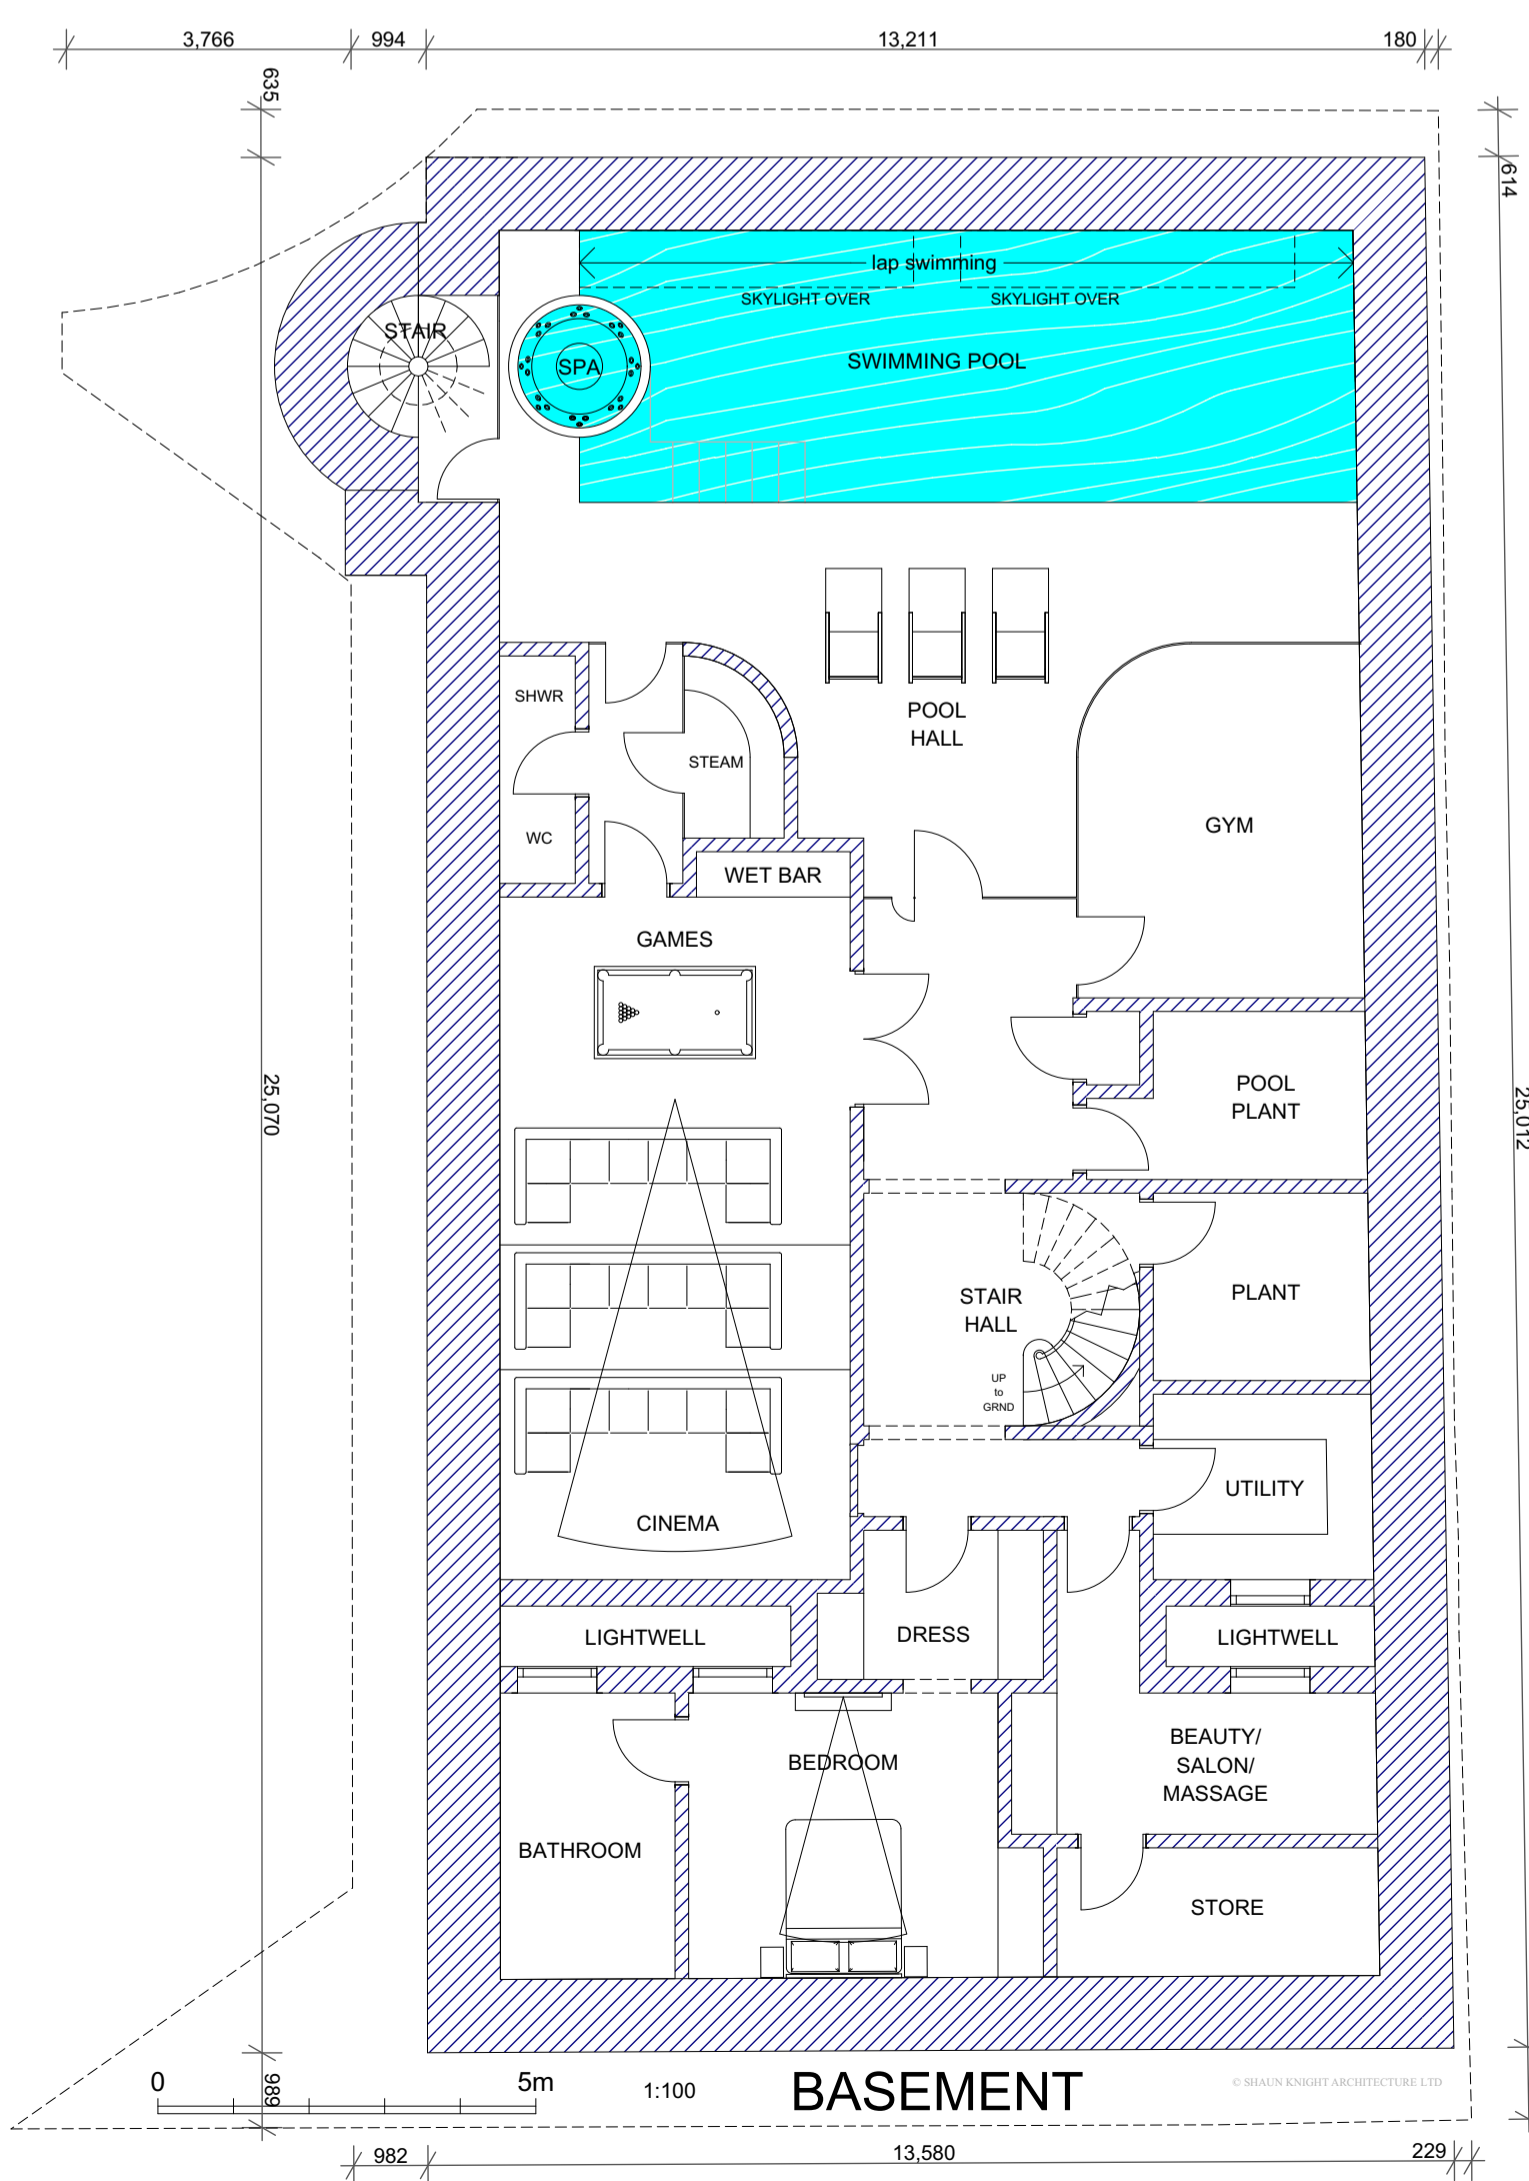 3,766
994
13,211
180
635
614
lap swimming
SKYLIGHT OVER
SKYLIGHT OVER
STAIR
SPA
SWIMMING POOL
SHWR
STEAM
WC
POOL
HALL
GYM
WET BAR
GAMES
25,070
25,012
POOL
PLANT
STAIR
HALL
PLANT
UP
to
GRND
UTILITY
CINEMA
LIGHTWELL
DRESS
LIGHTWELL
BEDROOM
BEAUTY/
SALON/
MASSAGE
BATHROOM
STORE
0
5m
1:100
BASEMENT
© SHAUN KNIGHT ARCHITECTURE LTD
989
982
13,580
229